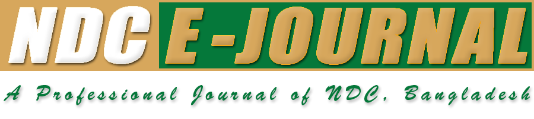 NDC E-JOURNAL
A Professional Journal of NDC, Bangladesh